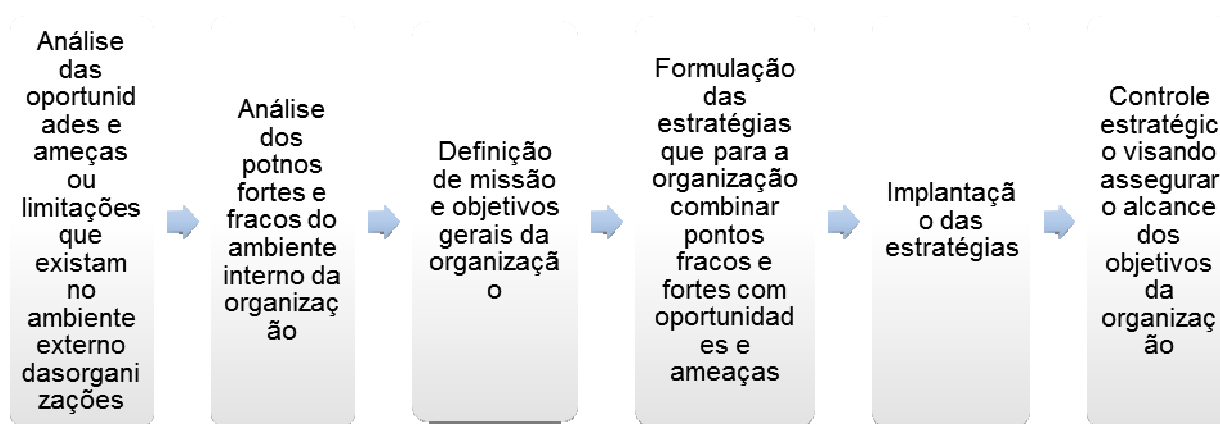 Análise
das
oportunid
ades e
ameças
ou
limitações
que
existam
no
ambiente
externo
dasorgani
zações
Análise
dos
potnos
fortes e
fracos do
ambiente
interno da
organizaç
ão
Definição
de missão
e objetivos
gerais da
organizaçã
o
Formulação
das
estratégias
que para a
organização
combinar
pontos
fracos e
fortes com
oportunidad
es e
ameaças
Implantaçã
o das
estratégias
Controle
estratégic
o visando
assegurar
o alcance
dos
objetivos
da
organizaç
ão